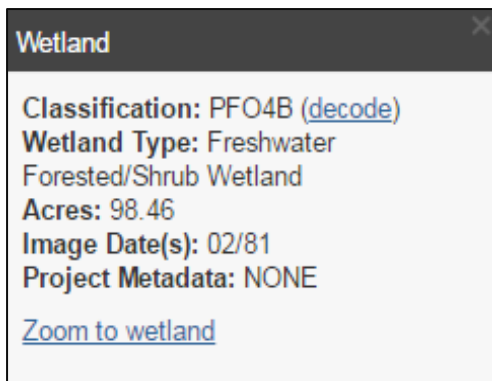 Wetland
Classification: PFO4B (decode)
Wetland Type: Freshwater
Forested/Shrub Wetland
Acres: 98.46
Image Date(s): 02/81
Project Metadata: NONE
Zoom to wetland